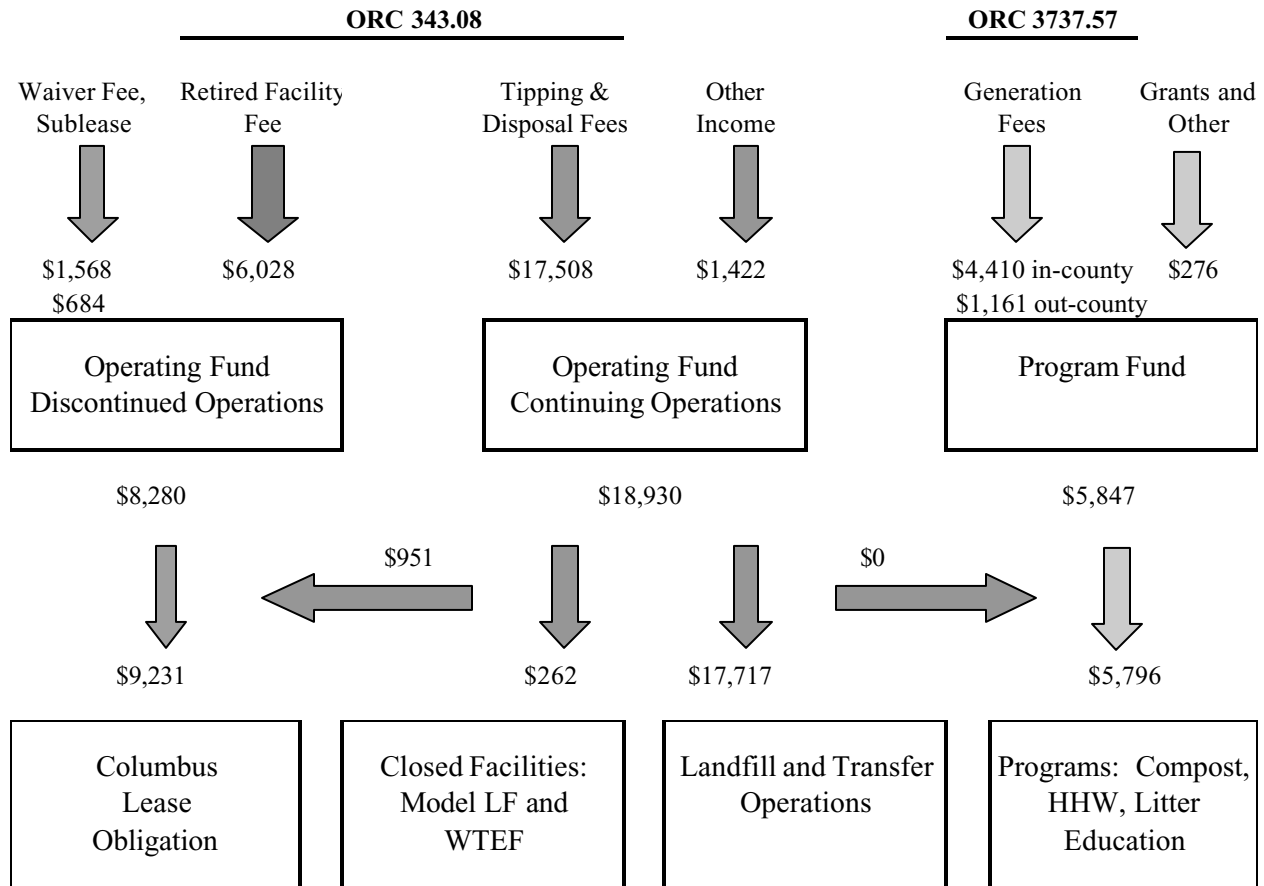 ORC 343.08
ORC 3737.57
Waiver Fee,
Sublease
Retired Facility
Fee
Tipping &
Disposal Fees
Other
Income
Generation
Fees
Grants and
Other
$1,568
$684
$6,028
$17,508
$1,422
$4,410 in-county
$1,161 out-county
$276
Operating Fund
Discontinued Operations
Operating Fund
Continuing Operations
Program Fund
$8,280
$18,930
$5,847
$951
$0
$9,231
$262
$17,717
$5,796
Columbus
Lease
Obligation
Closed Facilities:
Model LF and
WTEF
Landfill and Transfer
Operations
Programs: Compost,
HHW, Litter
Education